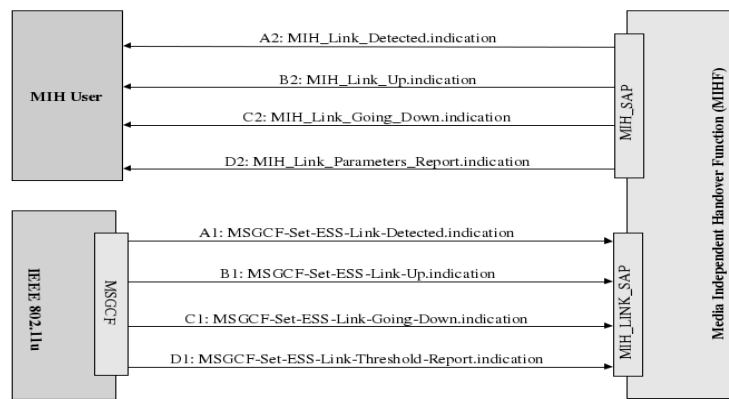 A2: MIH_Link_Detected.indication
B2: MIH_Link_Up.indication
MIH User
C2: MIH_Link_Going_Down.indication
D2: MIH_Link_Parameters_Report.indication
MIH_SAP
Media Independent Handover Function (MIHF)
A1: MSGCF-Set-ESS-Link-Detected.indication
B1: MSGCF-Set-ESS-Link-Up.indication
C1: MSGCF-Set-ESS-Link-Going-Down.indication
D1: MSGCF-Set-ESS-Link-Threshold-Report.indication
IEEE 802.11u
MSGCF
MIH_LINK_SAP